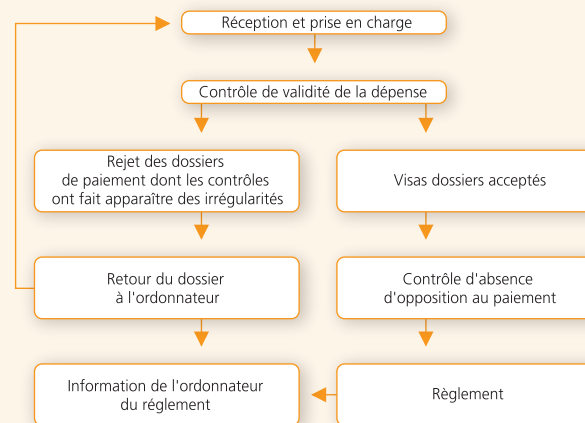 Réception et prise en charge
Contrôle de validité de la dépense
Rejet des dossiers
de paiement dont les contrôles
ont fait apparaître des irrégularités
Visas dossiers acceptés
Retour du dossier
à l'ordonnateur
Contrôle d'absence
d'opposition au paiement
Information de l'ordonnateur
du réglement
Règlement